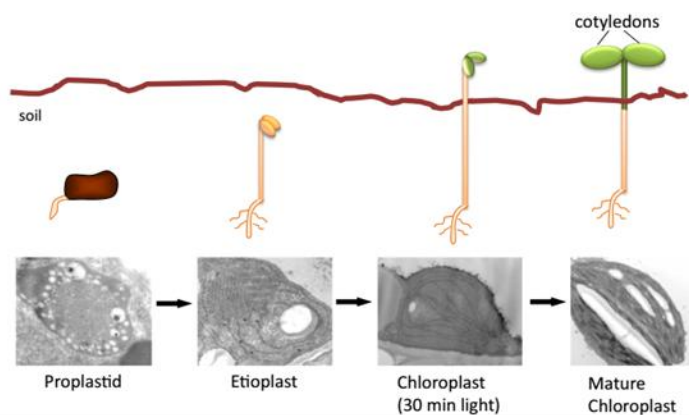 cotyledons
soil
Proplastid
Etioplast
Chloroplast
(30 min light)
Mature
Chloroplast